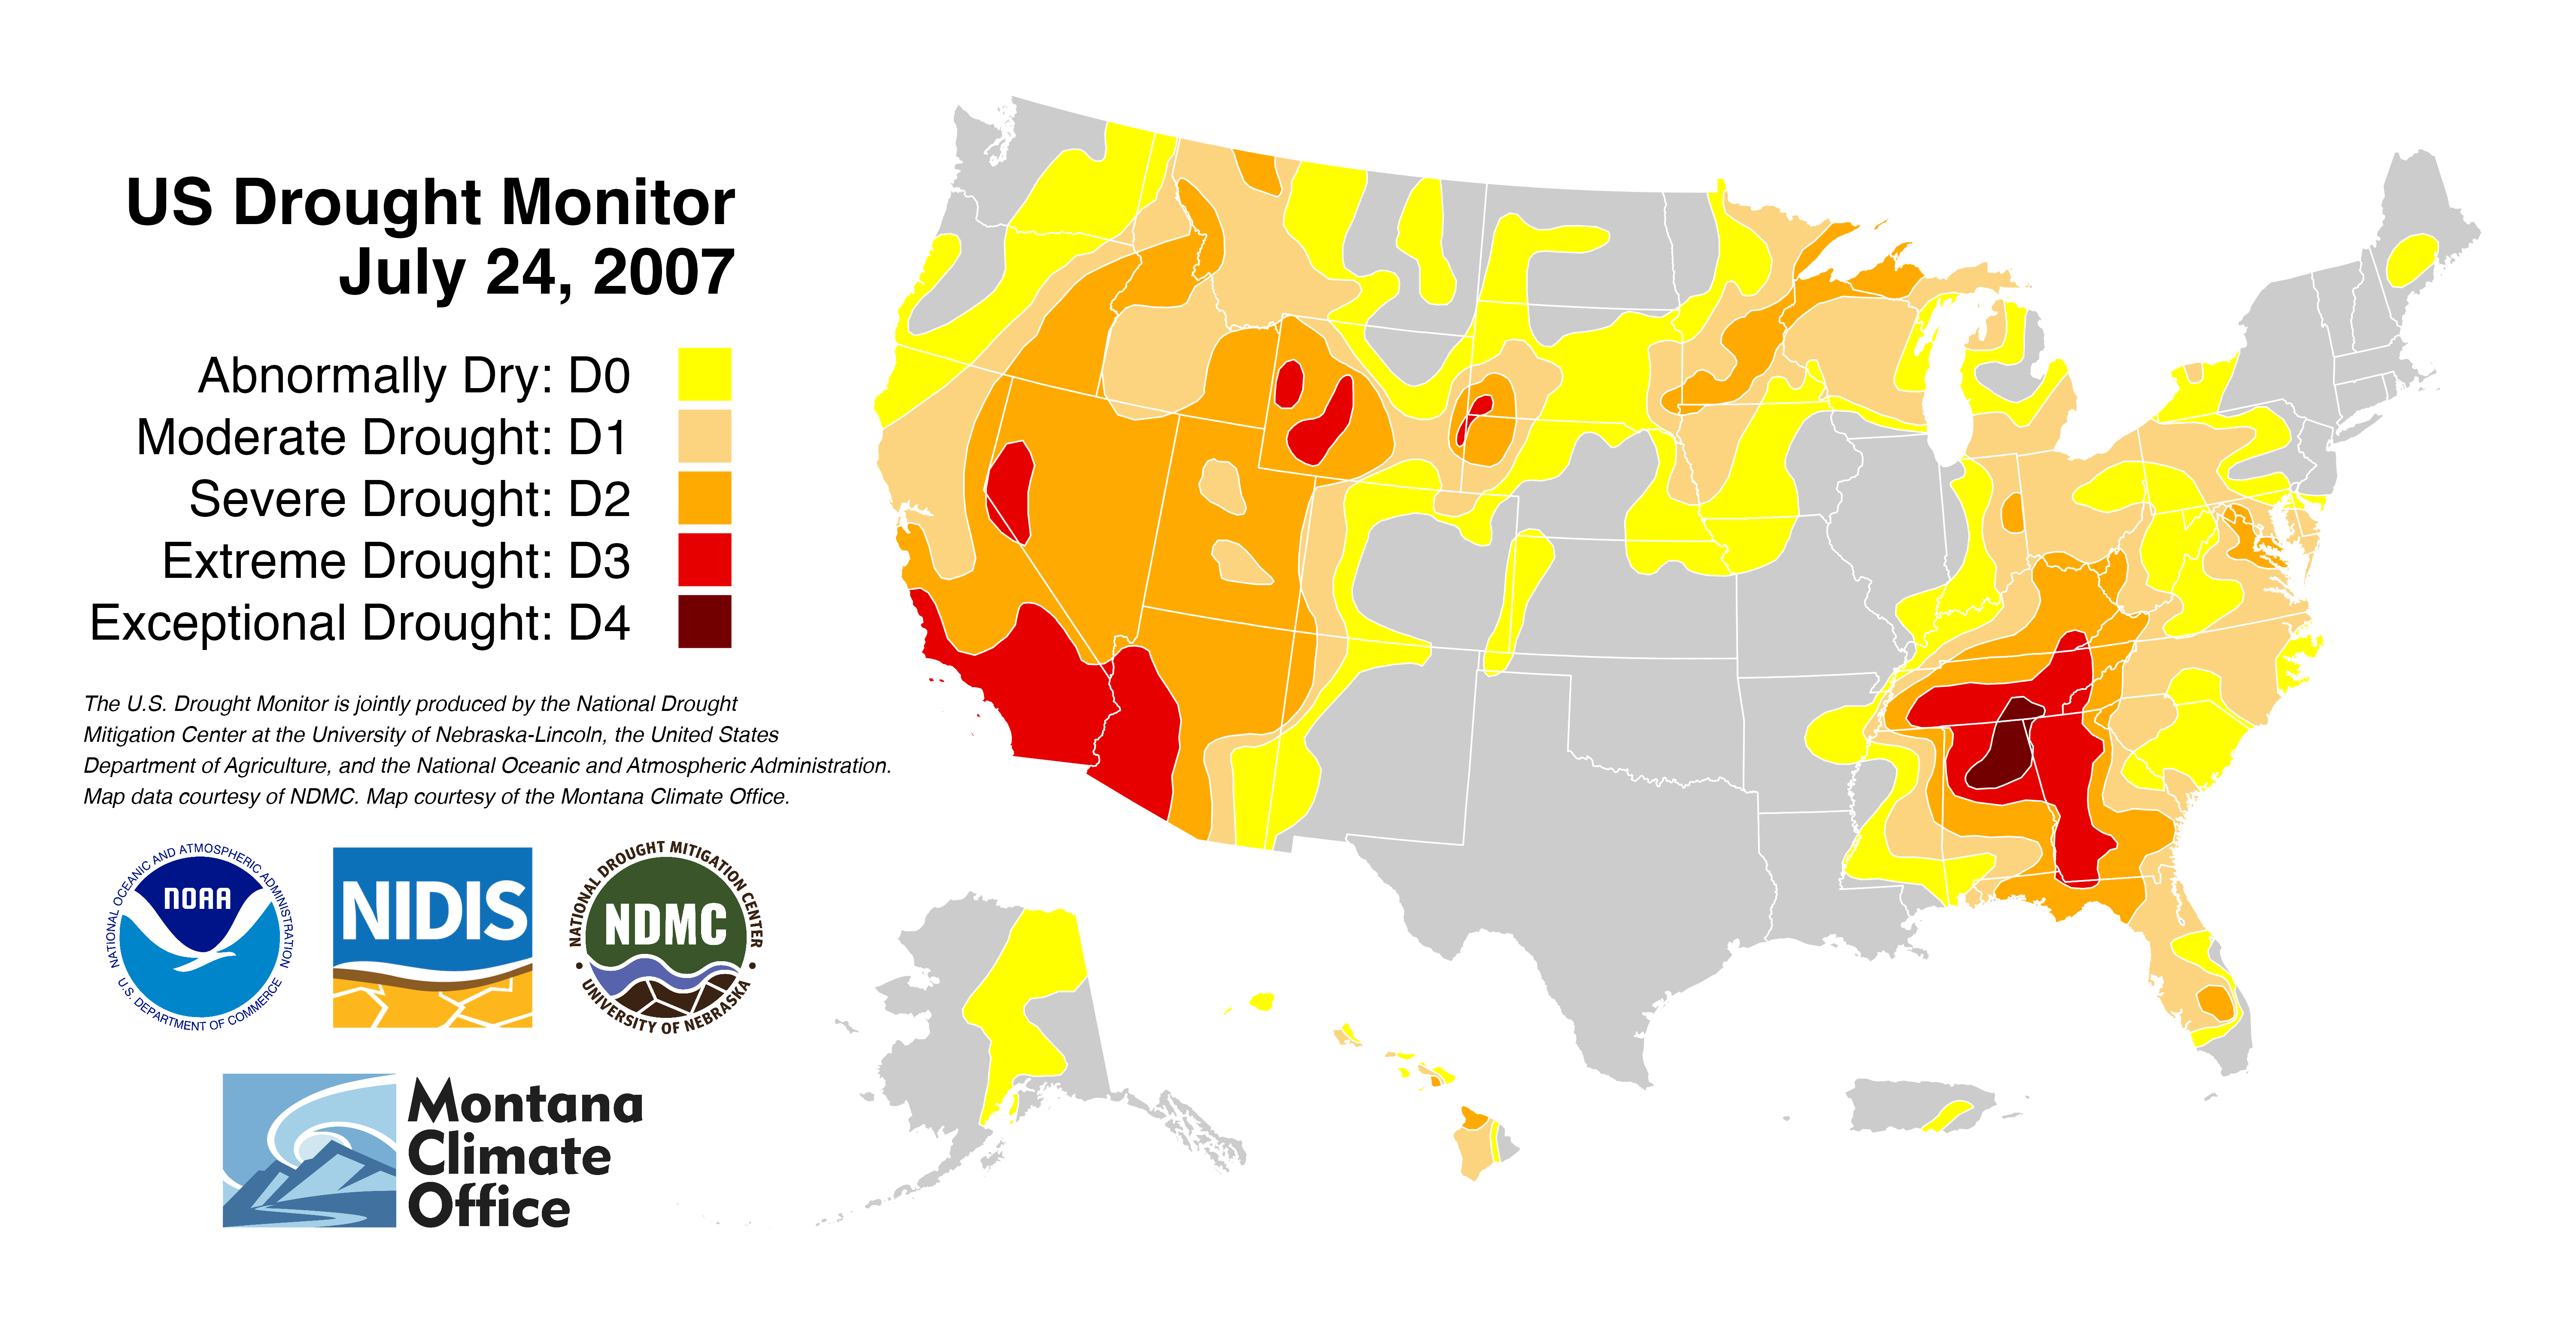 US Drought Monitor
July 24, 2007
Abnormally Dry: D0
Moderate Drought: D1
Severe Drought: D2
Extreme Drought: D3
Exceptional Drought: D4
The U.S. Drought Monitor is jointly produced by the National Drought
Mitigation Center at the University of Nebraska-Lincoln, the United States
Department of Agriculture, and the National Oceanic and Atmospheric Administration.
Map data courtesy of NDMC. Map courtesy of the Montana Climate Office.
NATIONAL OCEANIC AND ATMOSPHERIC ADMINISTRATION
NOAA
U.S. DEPARTMENT OF COMMERCE
NIDIS
NATIONAL DROUGHT MITIGATION CENTER
NDMC
UNIVERSITY OF NEBRASKA
Montana
Climate
Office